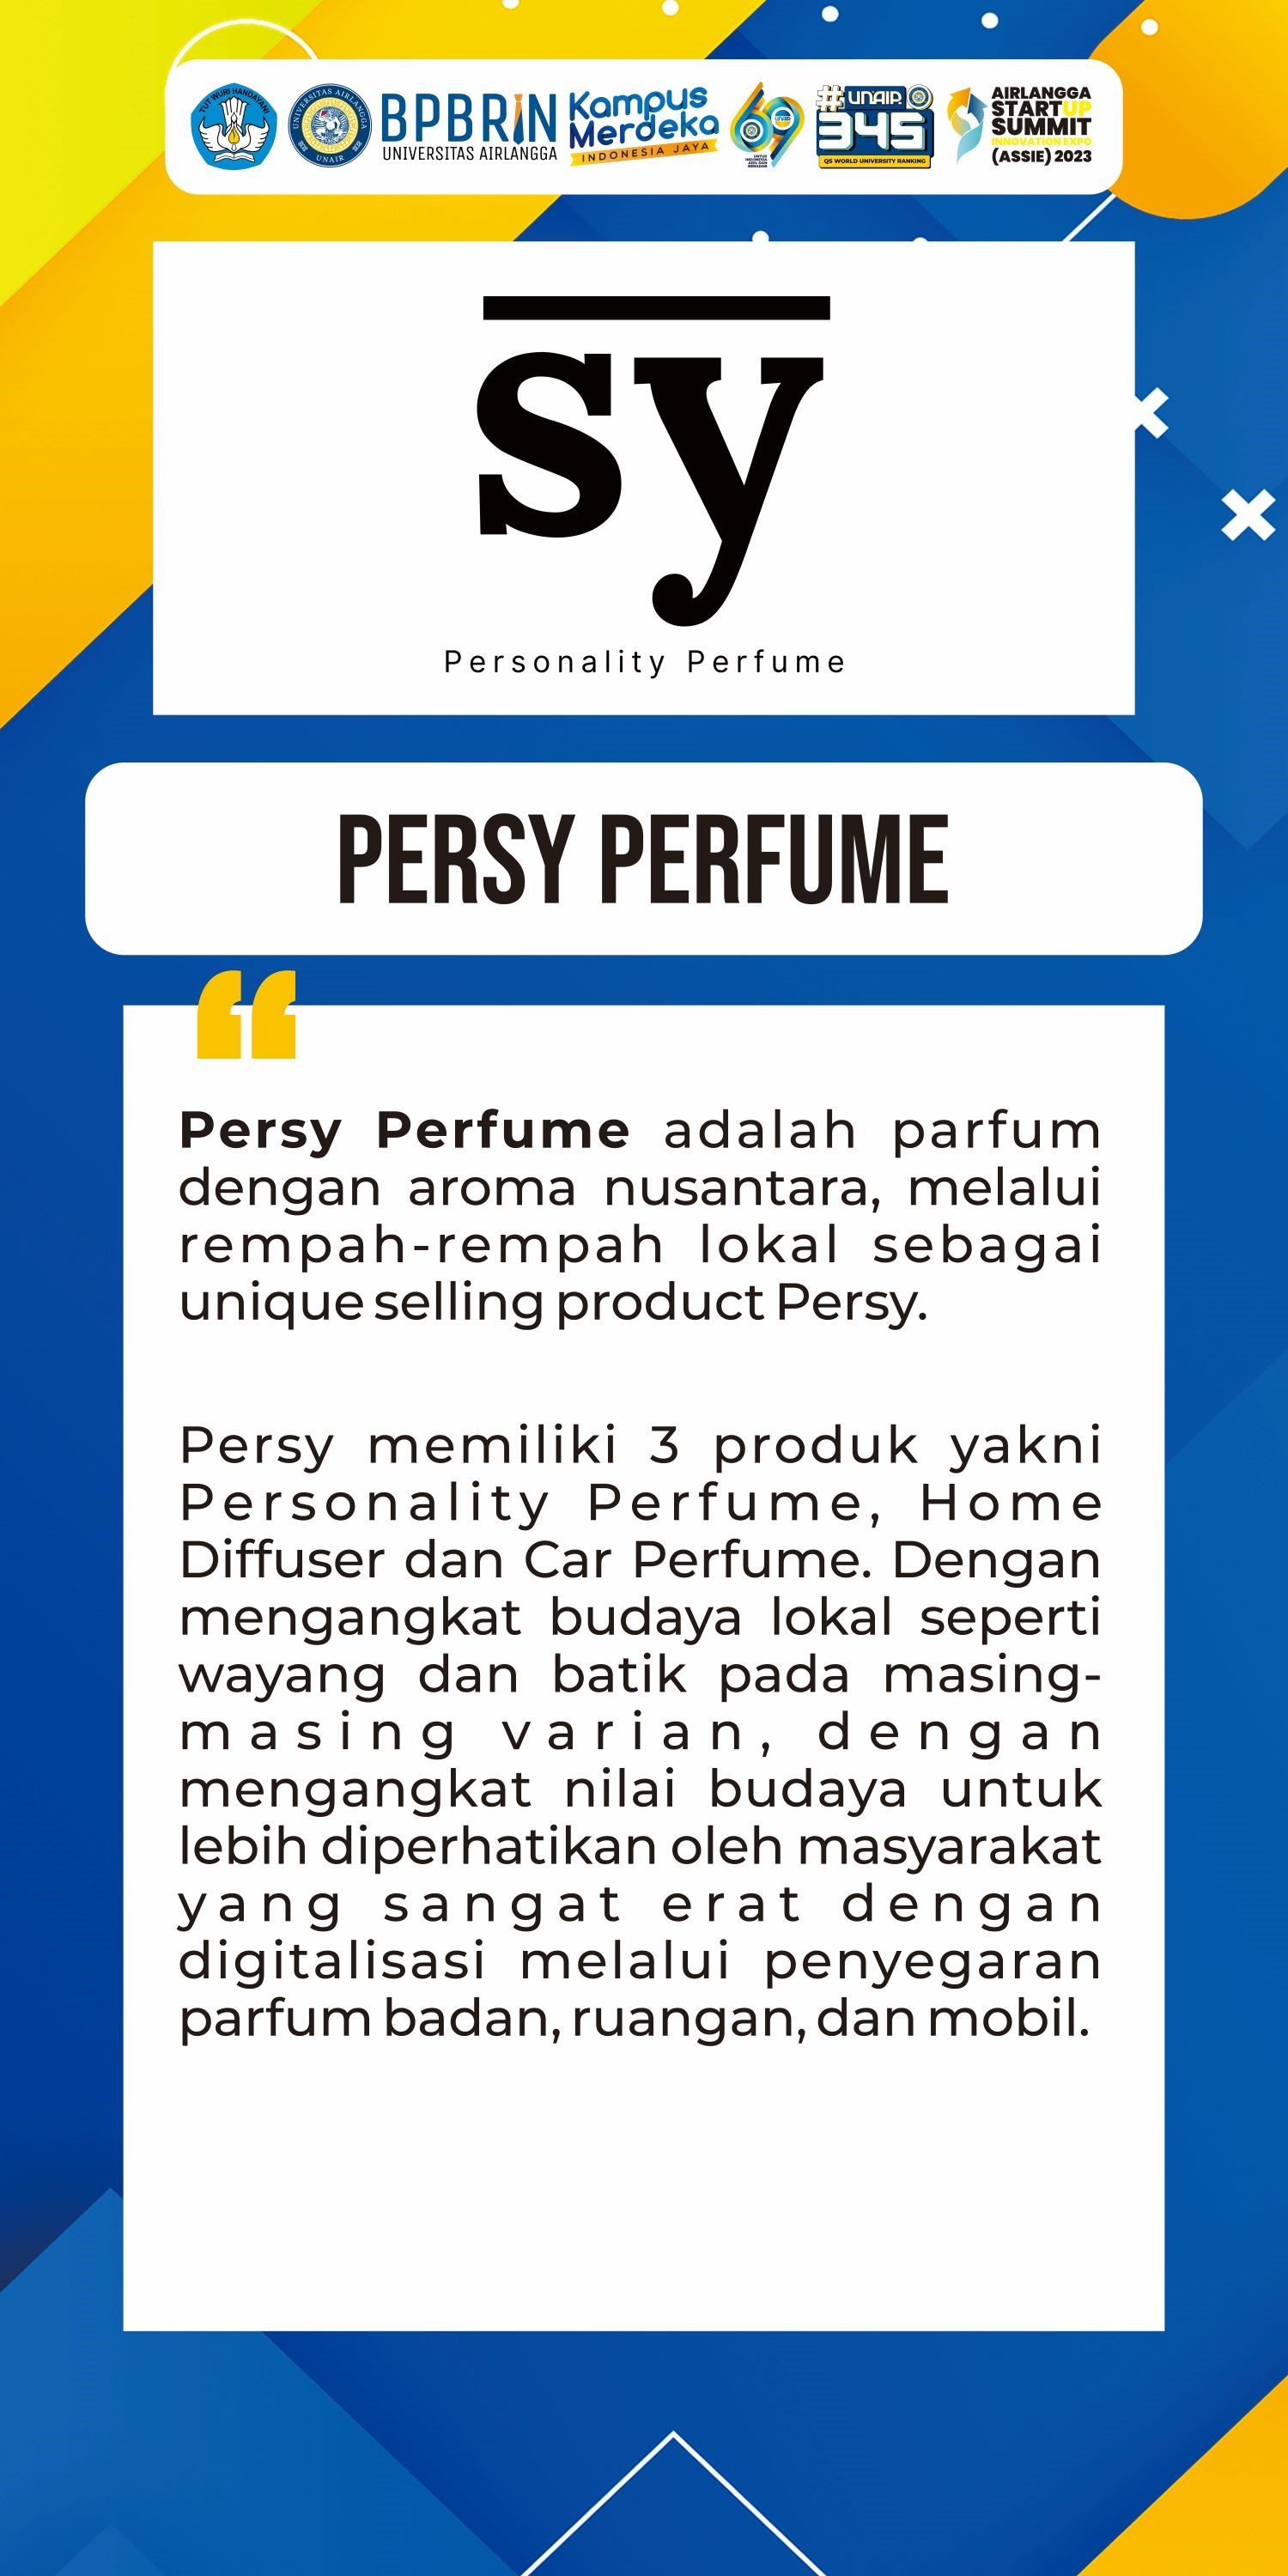 TUT WURI HANDAYANI
UNIVERSITAS AIRLANGGA
UNAIR
BPBRIN
UNIVERSITAS AIRLANGGA
Kampus
Merdeka
INDONESIA JAYA
69
#UNAIR
345
QS WORLD UNIVERSITY RANKING
AIRLANGGA
STARTUP
SUMMIT
INNOVATION EXPO
(ASSIE) 2023
sy
Personality Perfume
PERSY PERFUME
“
Persy Perfume adalah parfum
dengan aroma nusantara, melalui
rempah-rempah lokal sebagai
unique selling product Persy.
Persy memiliki 3 produk yakni
Personality Perfume, Home
Diffuser dan Car Perfume. Dengan
mengangkat budaya lokal seperti
wayang dan batik pada masing-
masing varian, dengan
mengangkat nilai budaya untuk
lebih diperhatikan oleh masyarakat
yang sangat erat dengan
digitalisasi melalui penyegaran
parfum badan, ruangan, dan mobil.